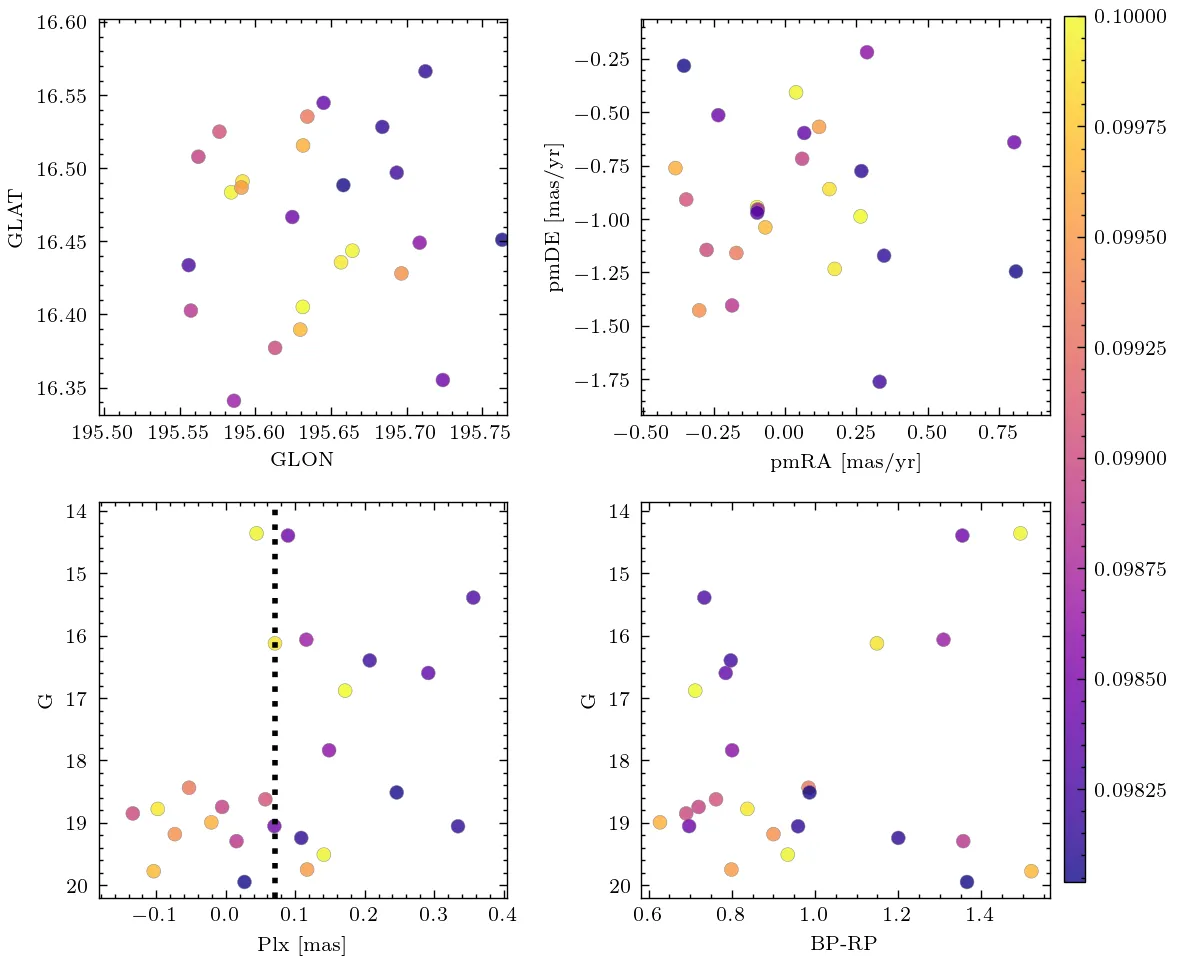 16.60
16.55
16.50
16.45
16.40
16.35
GLAT
195.50 195.55 195.60 195.65 195.70 195.75
GLON
−0.25
−0.50
−0.75
−1.00
−1.25
−1.50
−1.75
pmDE [mas/yr]
−0.50 −0.25 0.00 0.25 0.50 0.75
pmRA [mas/yr]
14
15
16
17
18
19
20
G
−0.1 0.0 0.1 0.2 0.3 0.4
Plx [mas]
14
15
16
17
18
19
20
G
0.6 0.8 1.0 1.2 1.4
BP-RP
0.10000
0.09975
0.09950
0.09925
0.09900
0.09875
0.09850
0.09825